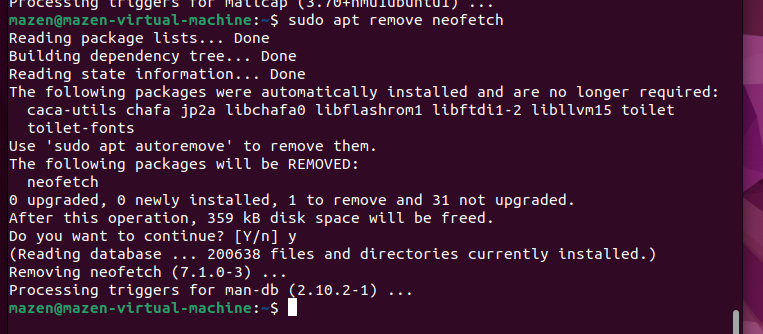 Processing triggers for mailcap (3.70+nmu1ubuntu1) ...
mazen@mazen-virtual-machine:~$ sudo apt remove neofetch
Reading package lists... Done
Building dependency tree... Done
Reading state information... Done
The following packages were automatically installed and are no longer required:
  caca-utils chafa jp2a libchafa0 libflashrom1 libftdi1-2 libllvm15 toilet
  toilet-fonts
Use 'sudo apt autoremove' to remove them.
The following packages will be REMOVED:
  neofetch
0 upgraded, 0 newly installed, 1 to remove and 31 not upgraded.
After this operation, 359 kB disk space will be freed.
Do you want to continue? [Y/n] y
(Reading database ... 200638 files and directories currently installed.)
Removing neofetch (7.1.0-3) ...
Processing triggers for man-db (2.10.2-1) ...
mazen@mazen-virtual-machine:~$